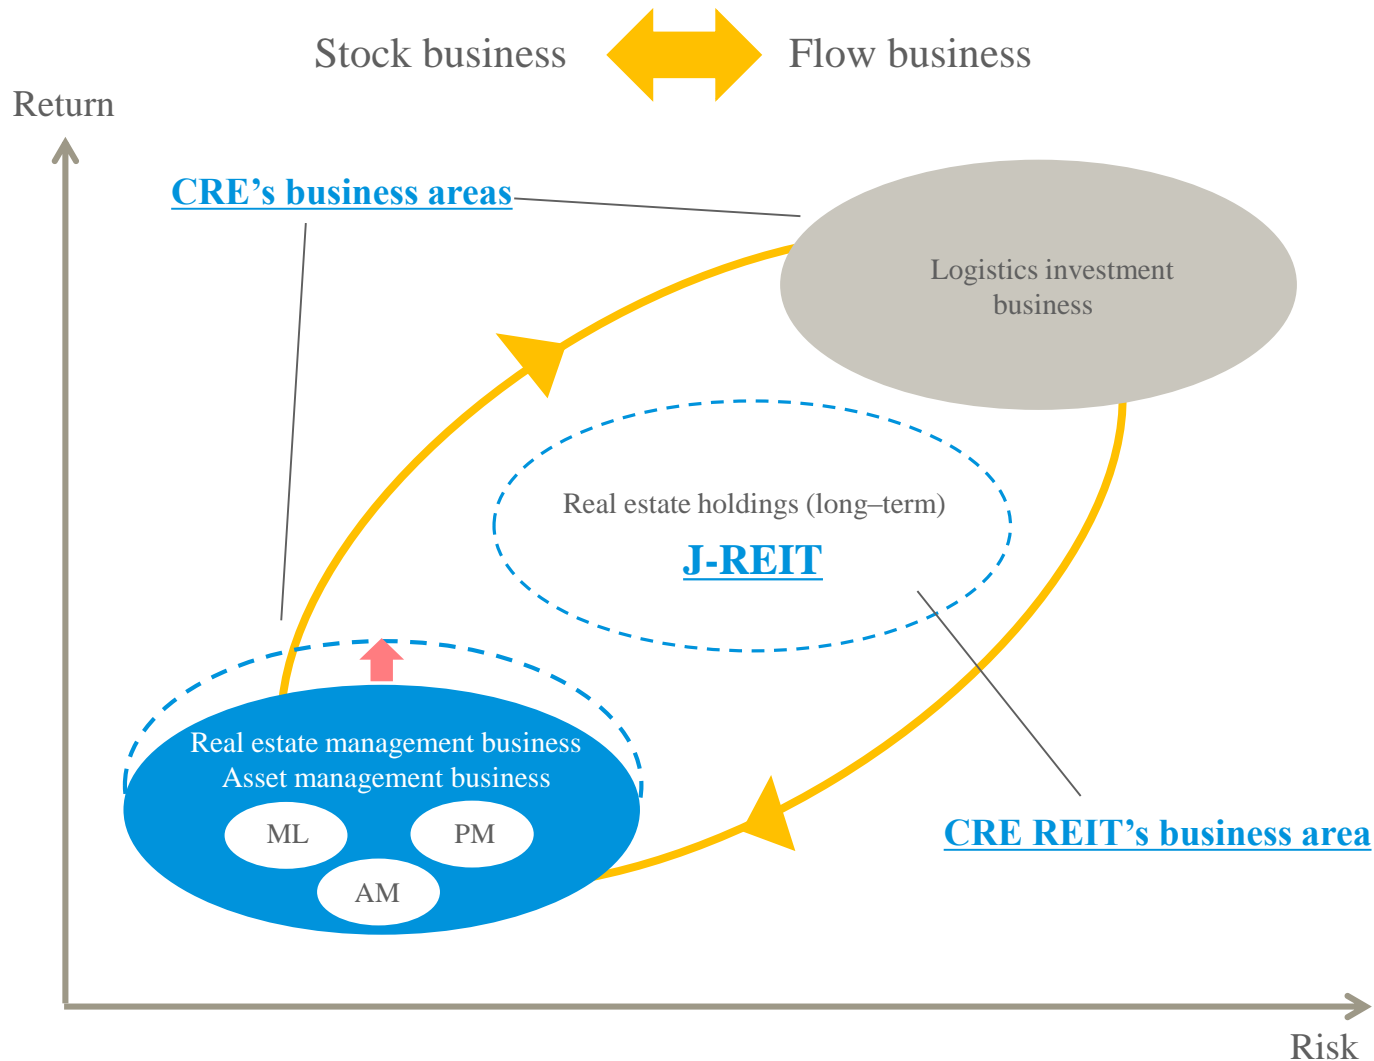 Stock business
Flow business
Return
CRE’s business areas
Logistics investment
business
Real estate holdings (long–term)
J-REIT
Real estate management business
Asset management business
ML
PM
AM
CRE REIT’s business area
Risk